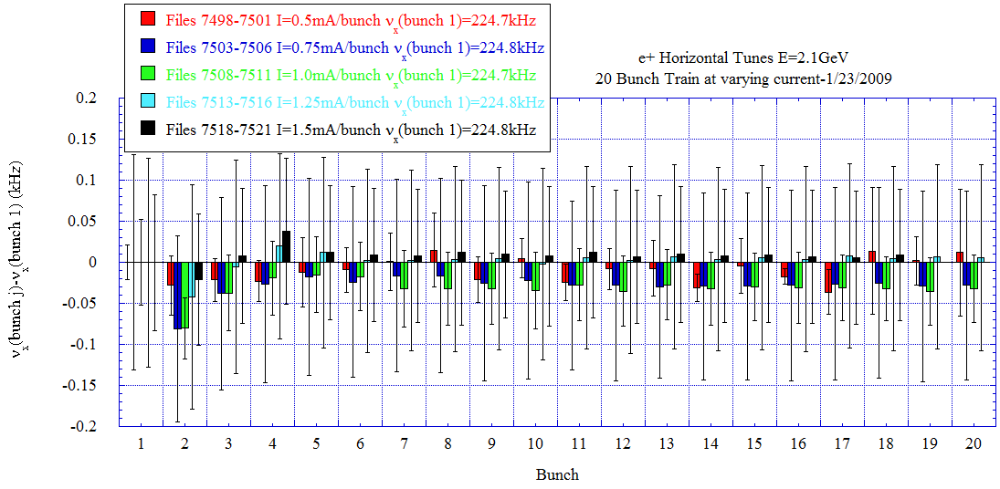 Files 7498-7501 I=0.5mA/bunch νx(bunch 1)=224.7kHz
Files 7503-7506 I=0.75mA/bunch νx(bunch 1)=224.8kHz
Files 7508-7511 I=1.0mA/bunch νx(bunch 1)=224.7kHz
Files 7513-7516 I=1.25mA/bunch νx(bunch 1)=224.8kHz
Files 7518-7521 I=1.5mA/bunch νx(bunch 1)=224.8kHz
e+ Horizontal Tunes E=2.1GeV
20 Bunch Train at varying current-1/23/2009
νx(bunch j)-νx(bunch 1) (kHz)
0.2
0.15
0.1
0.05
0
-0.05
-0.1
-0.15
-0.2
1 2 3 4 5 6 7 8 9 10 11 12 13 14 15 16 17 18 19 20
Bunch